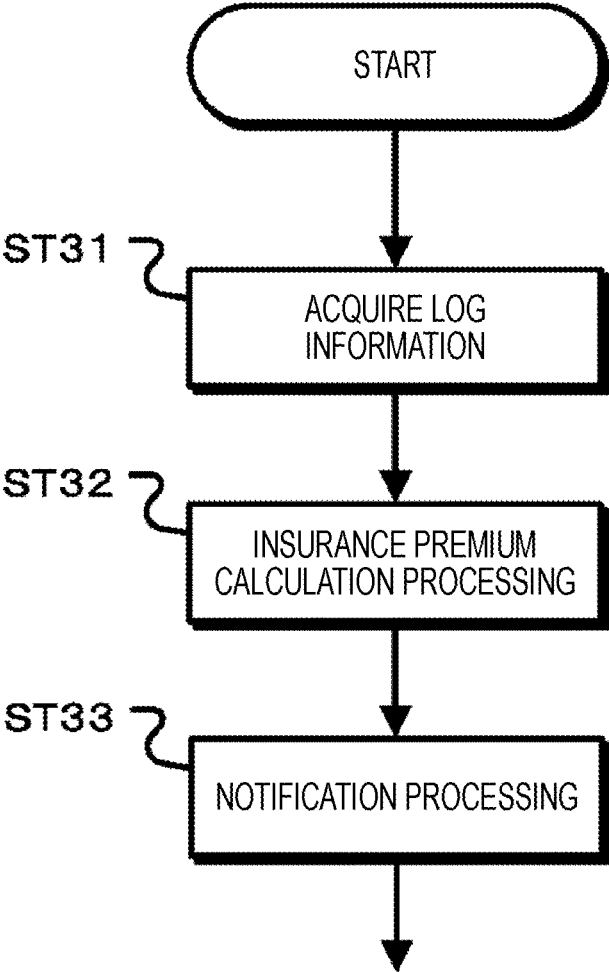 START
ST31
ACQUIRE LOG
INFORMATION
ST32
INSURANCE PREMIUM
CALCULATION PROCESSING
ST33
NOTIFICATION PROCESSING